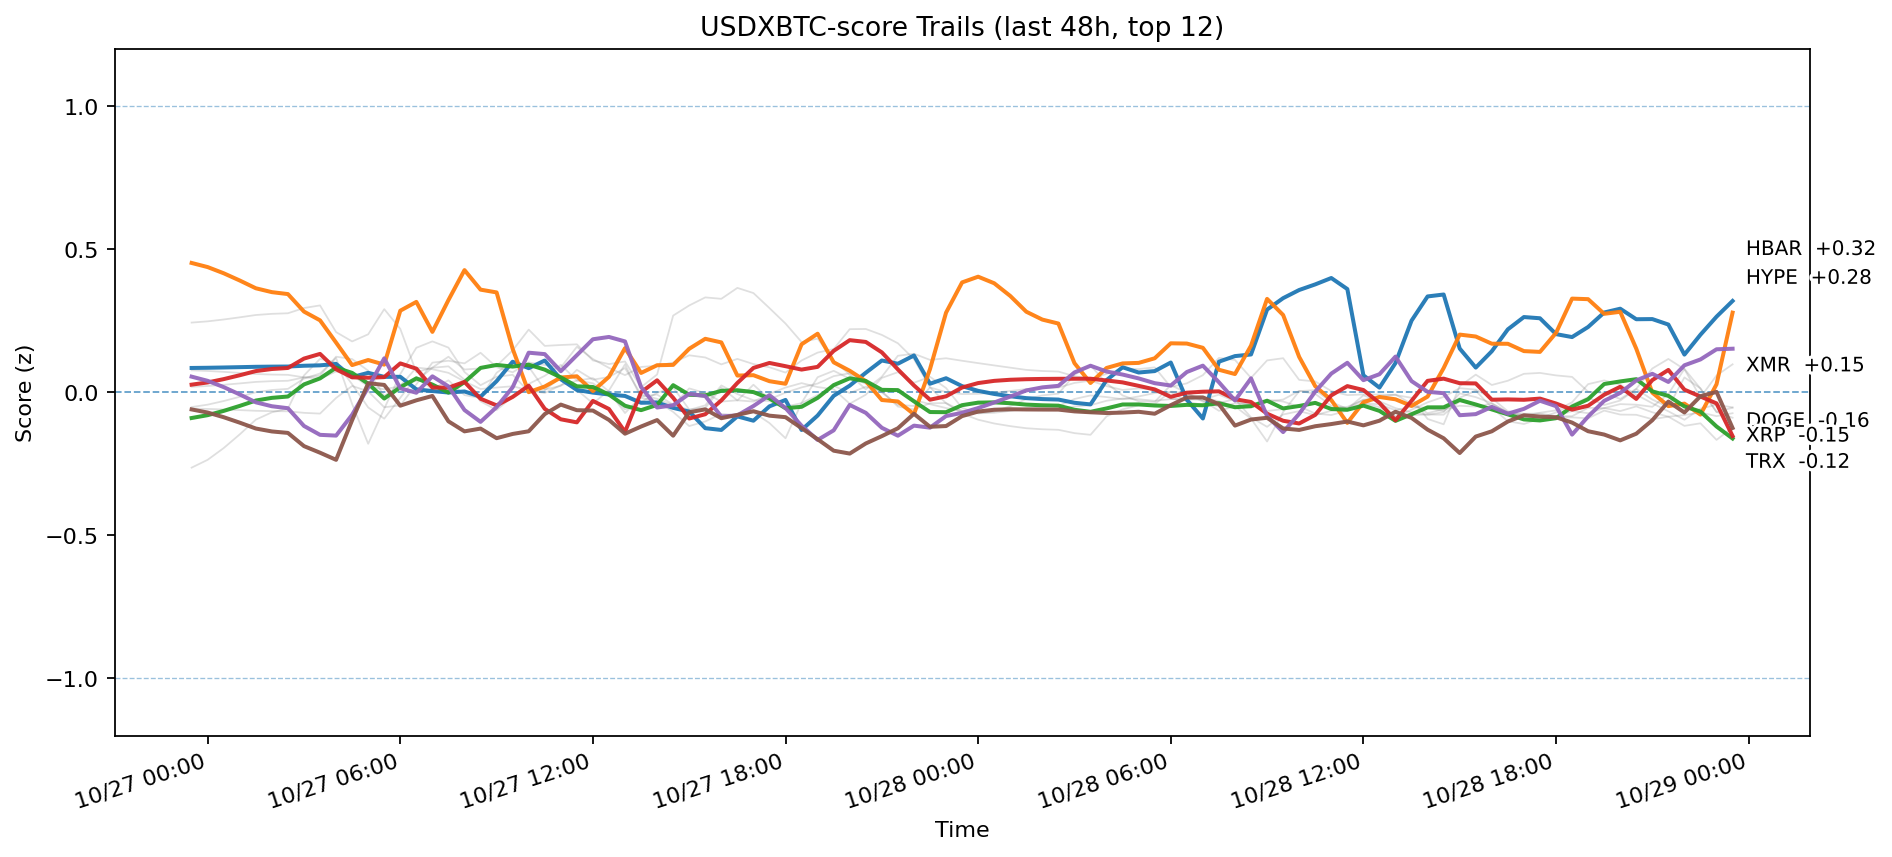 USDXBTC-score Trails (last 48h, top 12)
Score (z)
1.0
0.5
0.0
−0.5
−1.0
HBAR +0.32
HYPE +0.28
XMR +0.15
DOGE -0.16
XRP -0.15
TRX -0.12
10/27 00:00
10/27 06:00
10/27 12:00
10/27 18:00
10/28 00:00
10/28 06:00
10/28 12:00
10/28 18:00
10/29 00:00
Time